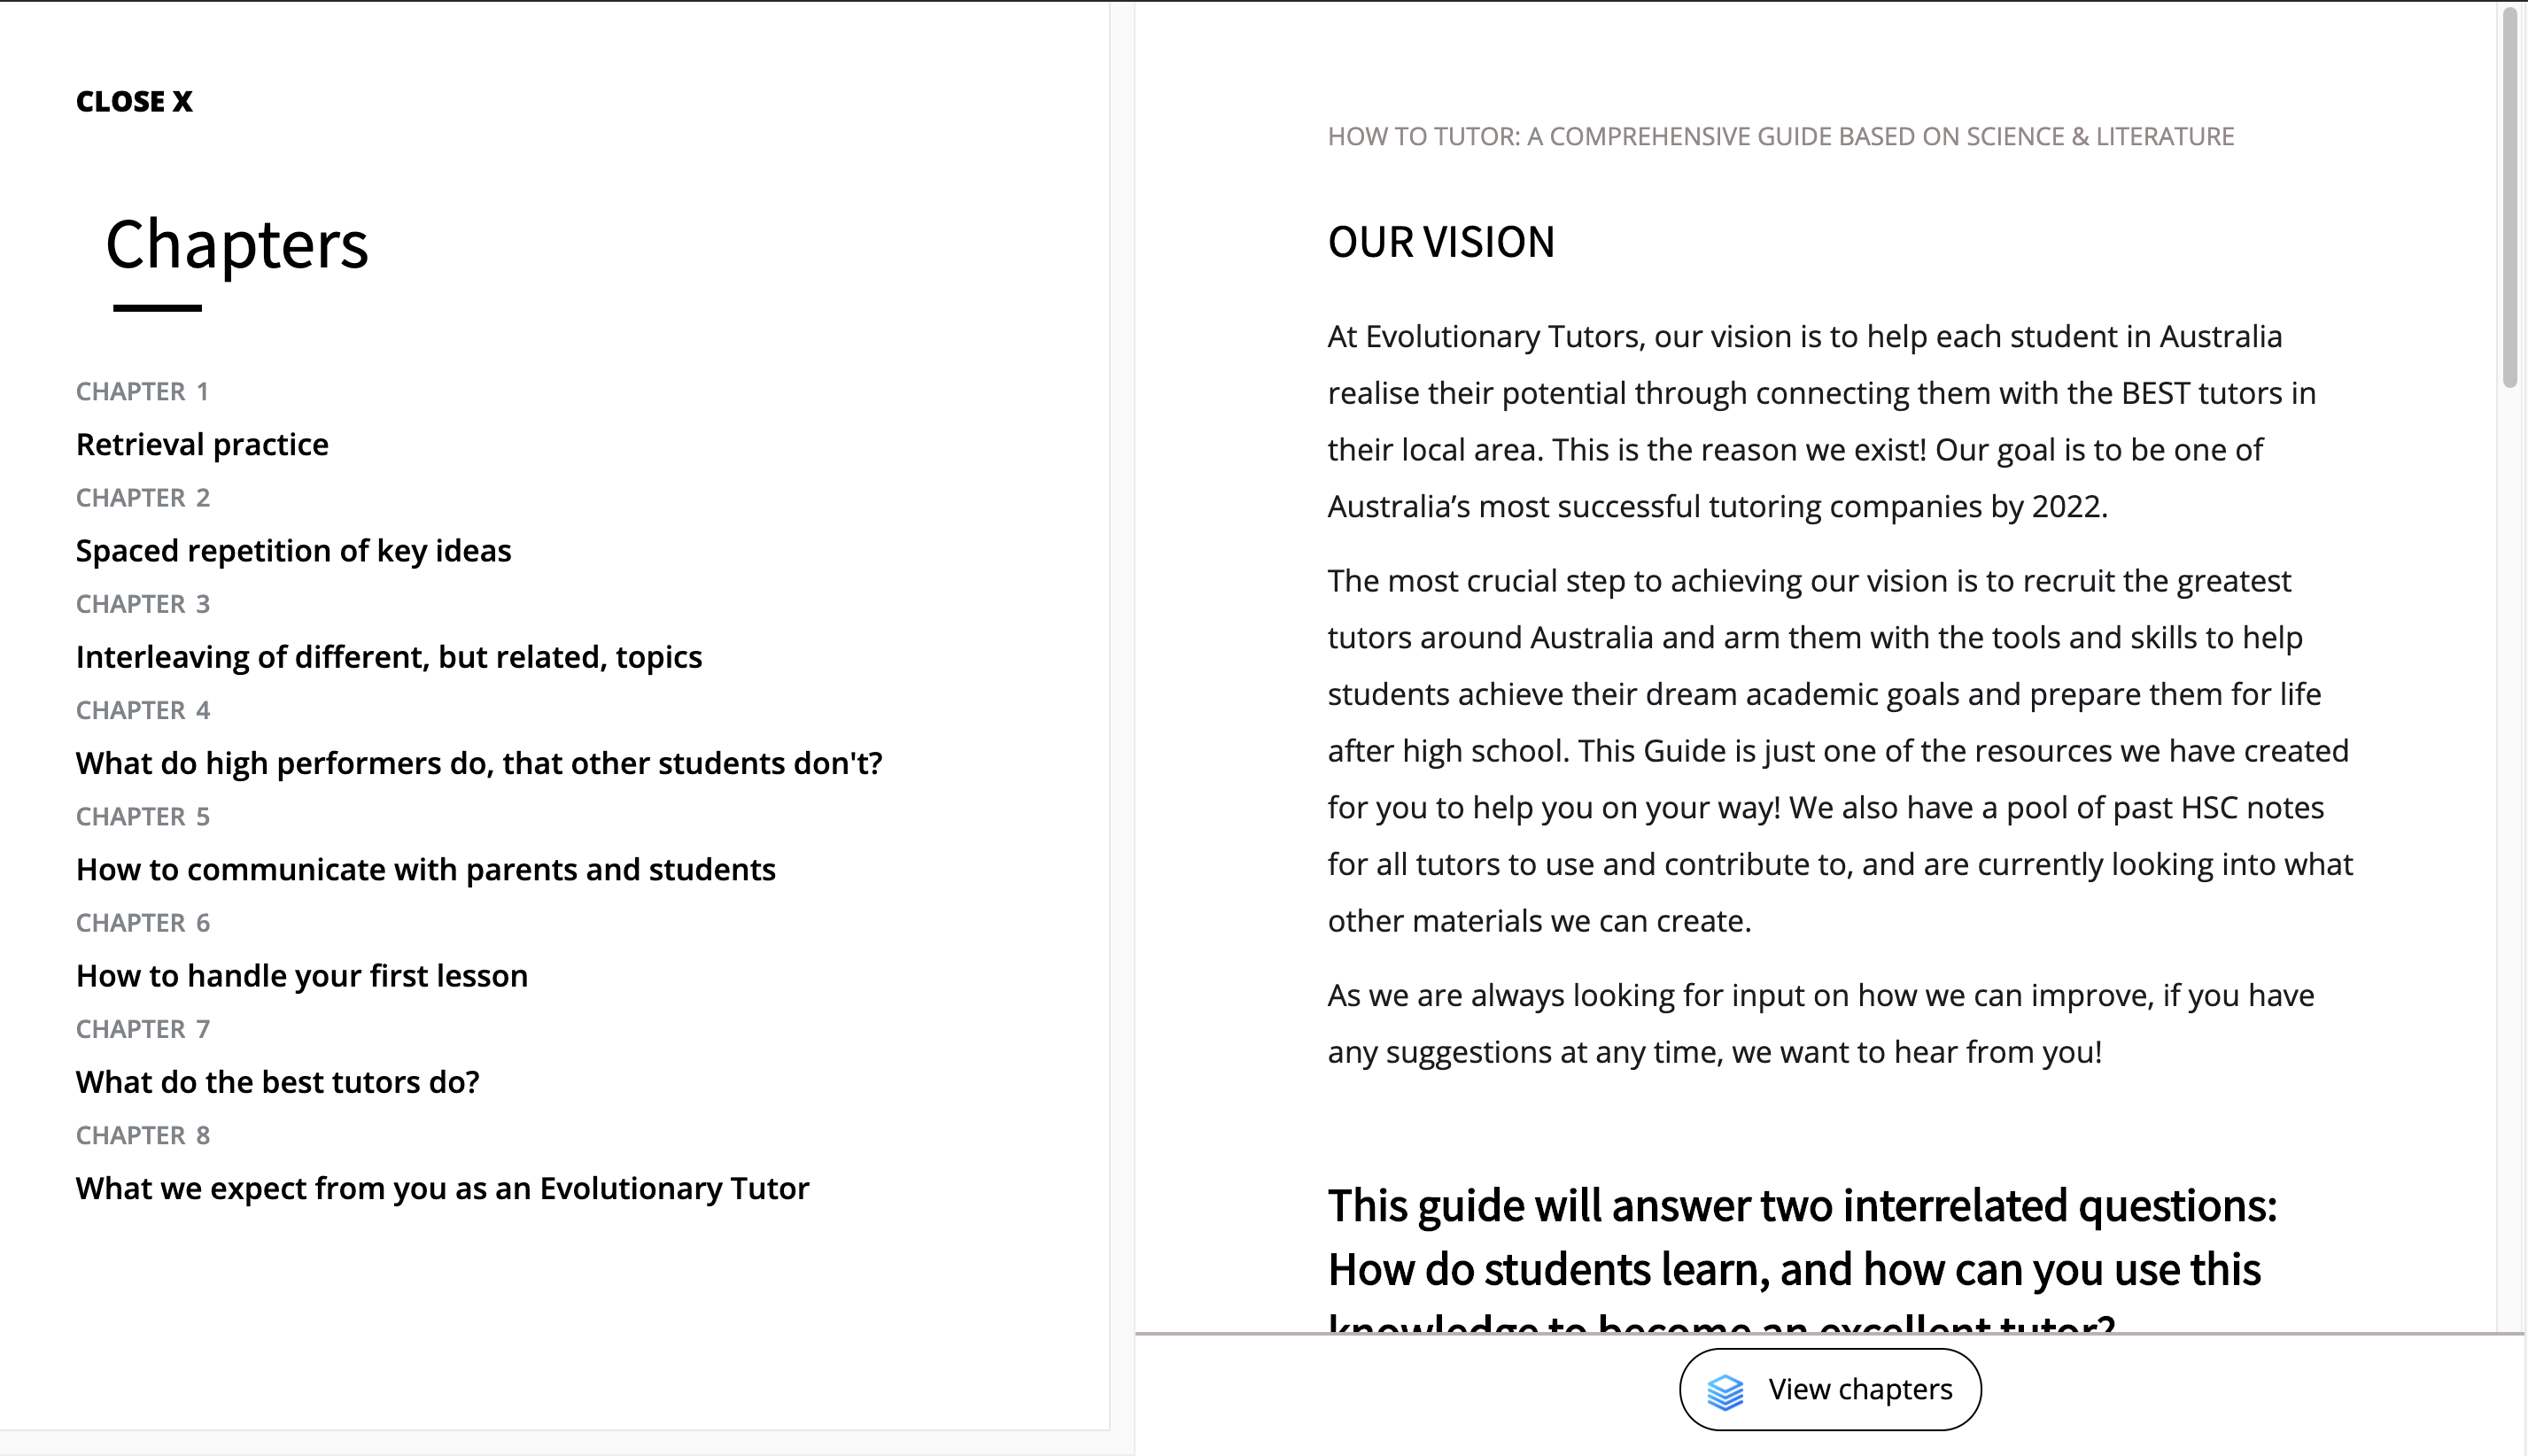 CLOSE X
Chapters
CHAPTER 1
Retrieval practice
CHAPTER 2
Spaced repetition of key ideas
CHAPTER 3
Interleaving of different, but related, topics
CHAPTER 4
What do high performers do, that other students don't?
CHAPTER 5
How to communicate with parents and students
CHAPTER 6
How to handle your first lesson
CHAPTER 7
What do the best tutors do?
CHAPTER 8
What we expect from you as an Evolutionary Tutor
HOW TO TUTOR: A COMPREHENSIVE GUIDE BASED ON SCIENCE & LITERATURE
OUR VISION
At Evolutionary Tutors, our vision is to help each student in Australia
realise their potential through connecting them with the BEST tutors in
their local area. This is the reason we exist! Our goal is to be one of
Australia’s most successful tutoring companies by 2022.
The most crucial step to achieving our vision is to recruit the greatest
tutors around Australia and arm them with the tools and skills to help
students achieve their dream academic goals and prepare them for life
after high school. This Guide is just one of the resources we have created
for you to help you on your way! We also have a pool of past HSC notes
for all tutors to use and contribute to, and are currently looking into what
other materials we can create.
As we are always looking for input on how we can improve, if you have
any suggestions at any time, we want to hear from you!
This guide will answer two interrelated questions:
How do students learn, and how can you use this
knowledge to become an excellent tutor?
View chapters